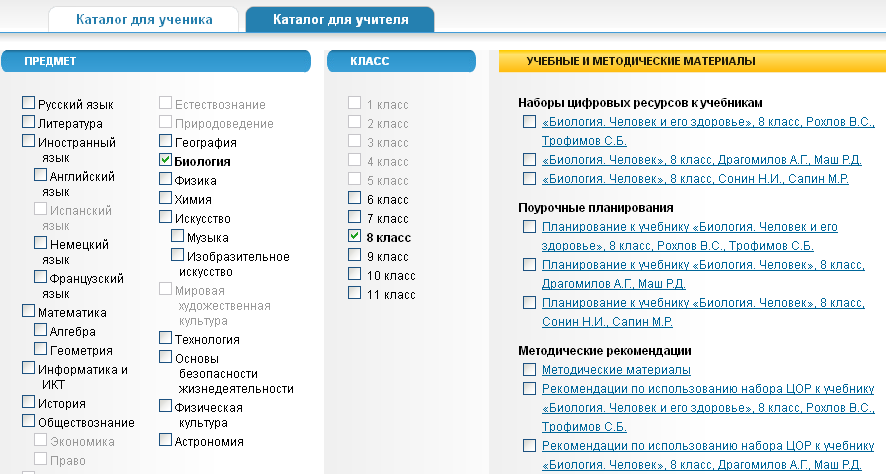 Каталог для ученика
Каталог для учителя
ПРЕДМЕТ
Русский язык
Литература
Иностранный
язык
Английский
язык
Испанский
язык
Немецкий
язык
Французский
язык
Математика
Алгебра
Геометрия
Информатика и
ИКТ
История
Обществознание
Экономика
Право
Естествознание
Природоведение
География
Биология
Физика
Химия
Искусство
Музыка
Изобразительное
искусство
Мировая
художественная
культура
Технология
Основы
безопасности
жизнедеятельности
Физическая
культура
Астрономия
КЛАСС
1 класс
2 класс
3 класс
4 класс
5 класс
6 класс
7 класс
8 класс
9 класс
10 класс
11 класс
УЧЕБНЫЕ И МЕТОДИЧЕСКИЕ МАТЕРИАЛЫ
Наборы цифровых ресурсов к учебникам
«Биология. Человек и его здоровье», 8 класс, Рохлов В.С.,
Трофимов С.Б.
«Биология. Человек», 8 класс, Драгомилов А.Г., Маш Р.Д.
«Биология. Человек», 8 класс, Сонин Н.И., Сапин М.Р.
Поурочные планирования
Планирование к учебнику «Биология. Человек и его
здоровье», 8 класс, Рохлов В.С., Трофимов С.Б.
Планирование к учебнику «Биология. Человек», 8 класс,
Драгомилов А.Г., Маш Р.Д.
Планирование к учебнику «Биология. Человек», 8 класс,
Сонин Н.И., Сапин М.Р.
Методические рекомендации
Методические материалы
Рекомендации по использованию набора ЦОР к учебнику
«Биология. Человек и его здоровье», 8 класс, Рохлов В.С.,
Трофимов С.Б.
Рекомендации по использованию набора ЦОР к учебнику
«Биология. Человек», 8 класс, Драгомилов А.Г., Маш Р.Д.